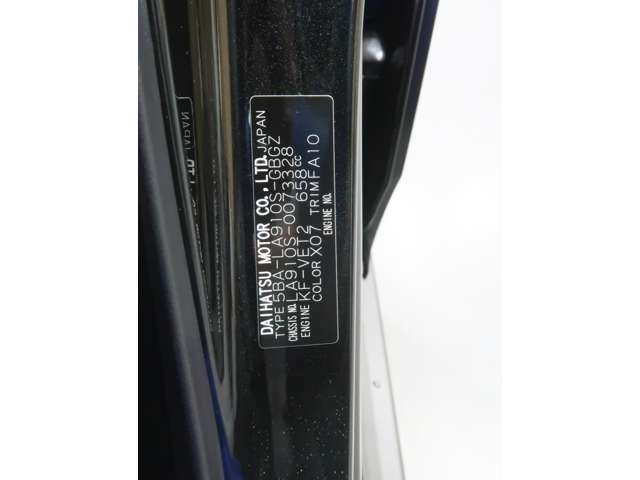 DAIHATSU MOTOR CO., LTD. JAPAN
TYPE 5BA-LA910S-GBGZ
CHASSIS NO. LA910S-0073328
ENGINE KF-VET2 658cc
COLOR X07 TRIM FA10
ENGINE NO.